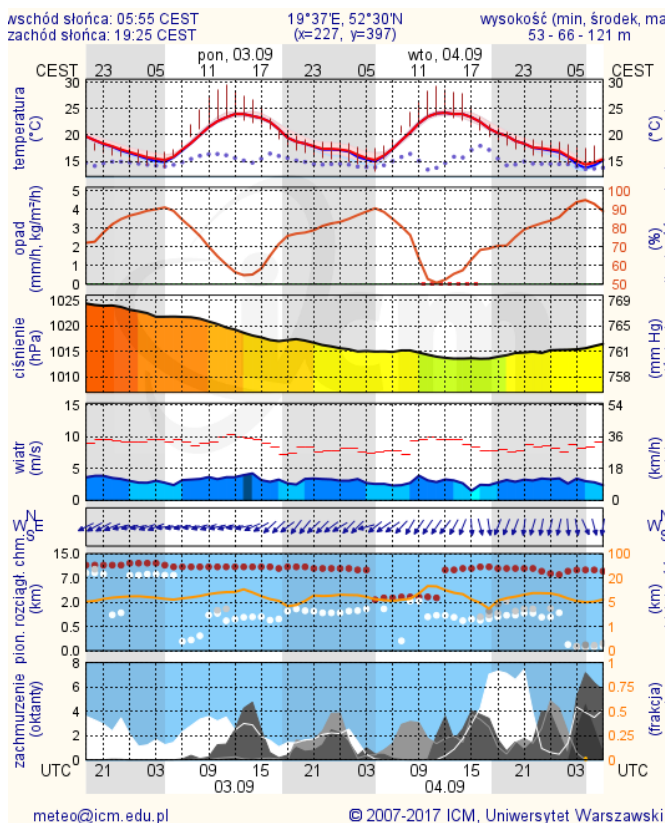 wschód słońca: 05:55 CEST 19°37'E, 52°30'N wysokość (min, środek, ma
zachód słońca: 19:25 CEST (x=227, y=397) 53 - 66 - 121 m
pon, 03.09 wto, 04.09
CEST 23 05 11 17 23 05 11 17 23 05 CEST
temperatura
(°C)
30 30
25 25
20 20
15 15
opad
(mm/h, kg/m²/h)
5 100
4 90
3 80
2 70
1 60
0 50
(%)
ciśnienie
(hPa)
1025 769
1020 765
1015 761
1010 758
(mm Hg)
wiatr
(m/s)
15 54
10 36
5 18
0 0
(km/h)
N N
W E W
S S
pion. rozciągł. chm.
(km)
15.0 100
7.0 20
2.0 5
0.5 1
0.0 0
(km)
zachmurzenie
(oktanty)
8 1
6 0.75
4 0.5
2 0.25
0 0
(frakcja)
UTC 21 03 09 15 21 03 09 15 21 03 UTC
03.09 04.09
meteo@icm.edu.pl © 2007-2017 ICM, Uniwersytet Warszawski